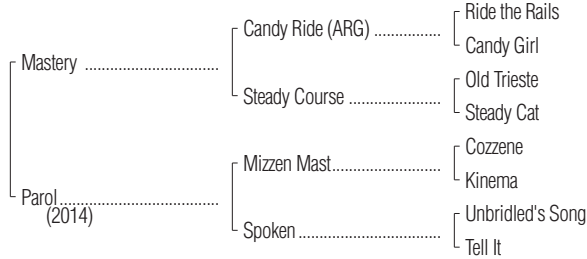 Ride the Rails
Candy Ride (ARG) ..................
Candy Girl
Mastery ....................................
Old Trieste
Steady Course ........................
Steady Cat
Cozzene
Mizzen Mast............................
Kinema
Parol...........................................
(2014)
Unbridled's Song
Spoken ......................................
Tell It